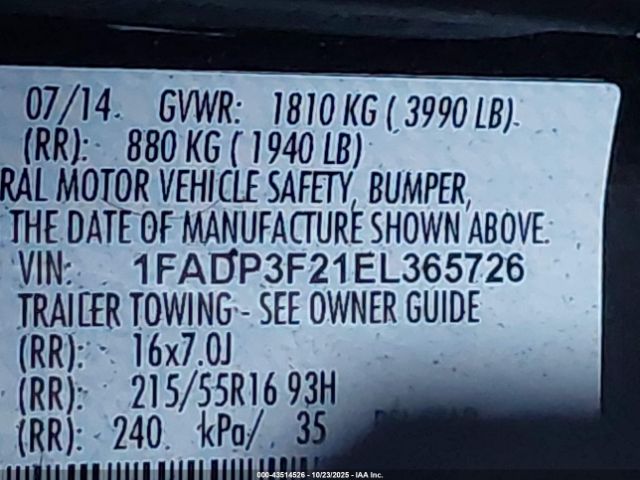 07/14 GVWR: 1810 KG ( 3990 LB)
(RR): 880 KG ( 1940 LB)
RAL MOTOR VEHICLE SAFETY, BUMPER,
THE DATE OF MANUFACTURE SHOWN ABOVE.
VIN: 1FADP3F21EL365726
TRAILER TOWING - SEE OWNER GUIDE
(RR): 16x7.0J
(RR): 215/55R16 93H
(RR): 240 kPa/ 35
000-43514526 - 10/23/2025 - IAA Inc.